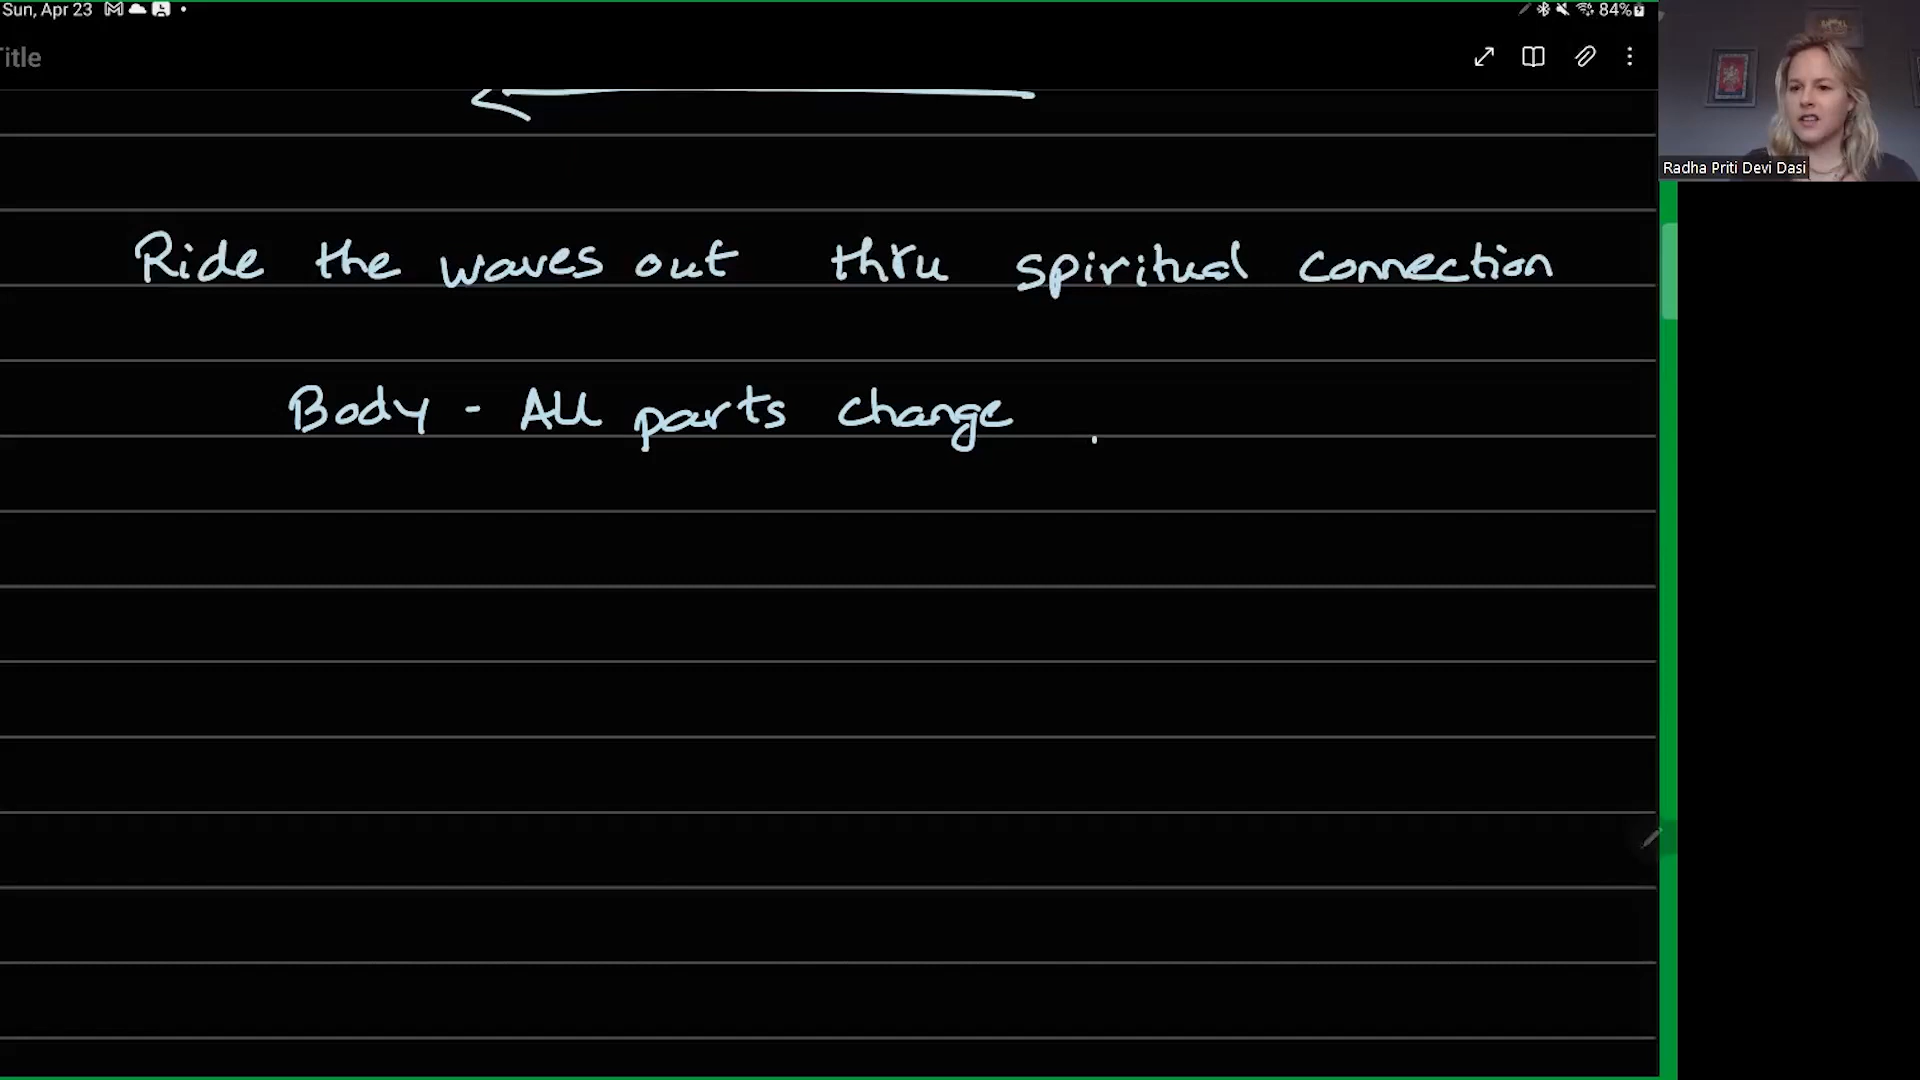 Sun, Apr 23
84%
Title
Radha Priti Devi Dasi
Ride the waves out thru spiritual connection
Body - All parts change